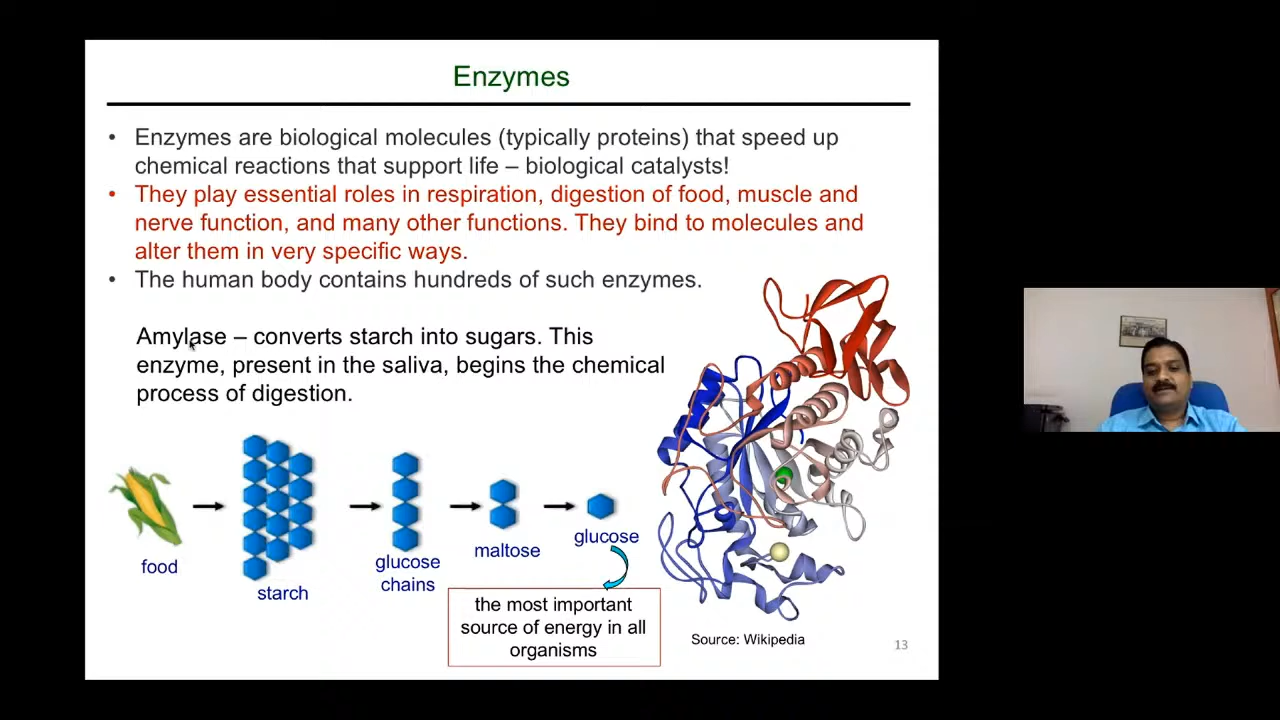 Enzymes
• Enzymes are biological molecules (typically proteins) that speed up
chemical reactions that support life – biological catalysts!
• They play essential roles in respiration, digestion of food, muscle and
nerve function, and many other functions. They bind to molecules and
alter them in very specific ways.
• The human body contains hundreds of such enzymes.
Amylase – converts starch into sugars. This
enzyme, present in the saliva, begins the chemical
process of digestion.
food
starch
glucose
chains
maltose
glucose
the most important
source of energy in all
organisms
Source: Wikipedia
13